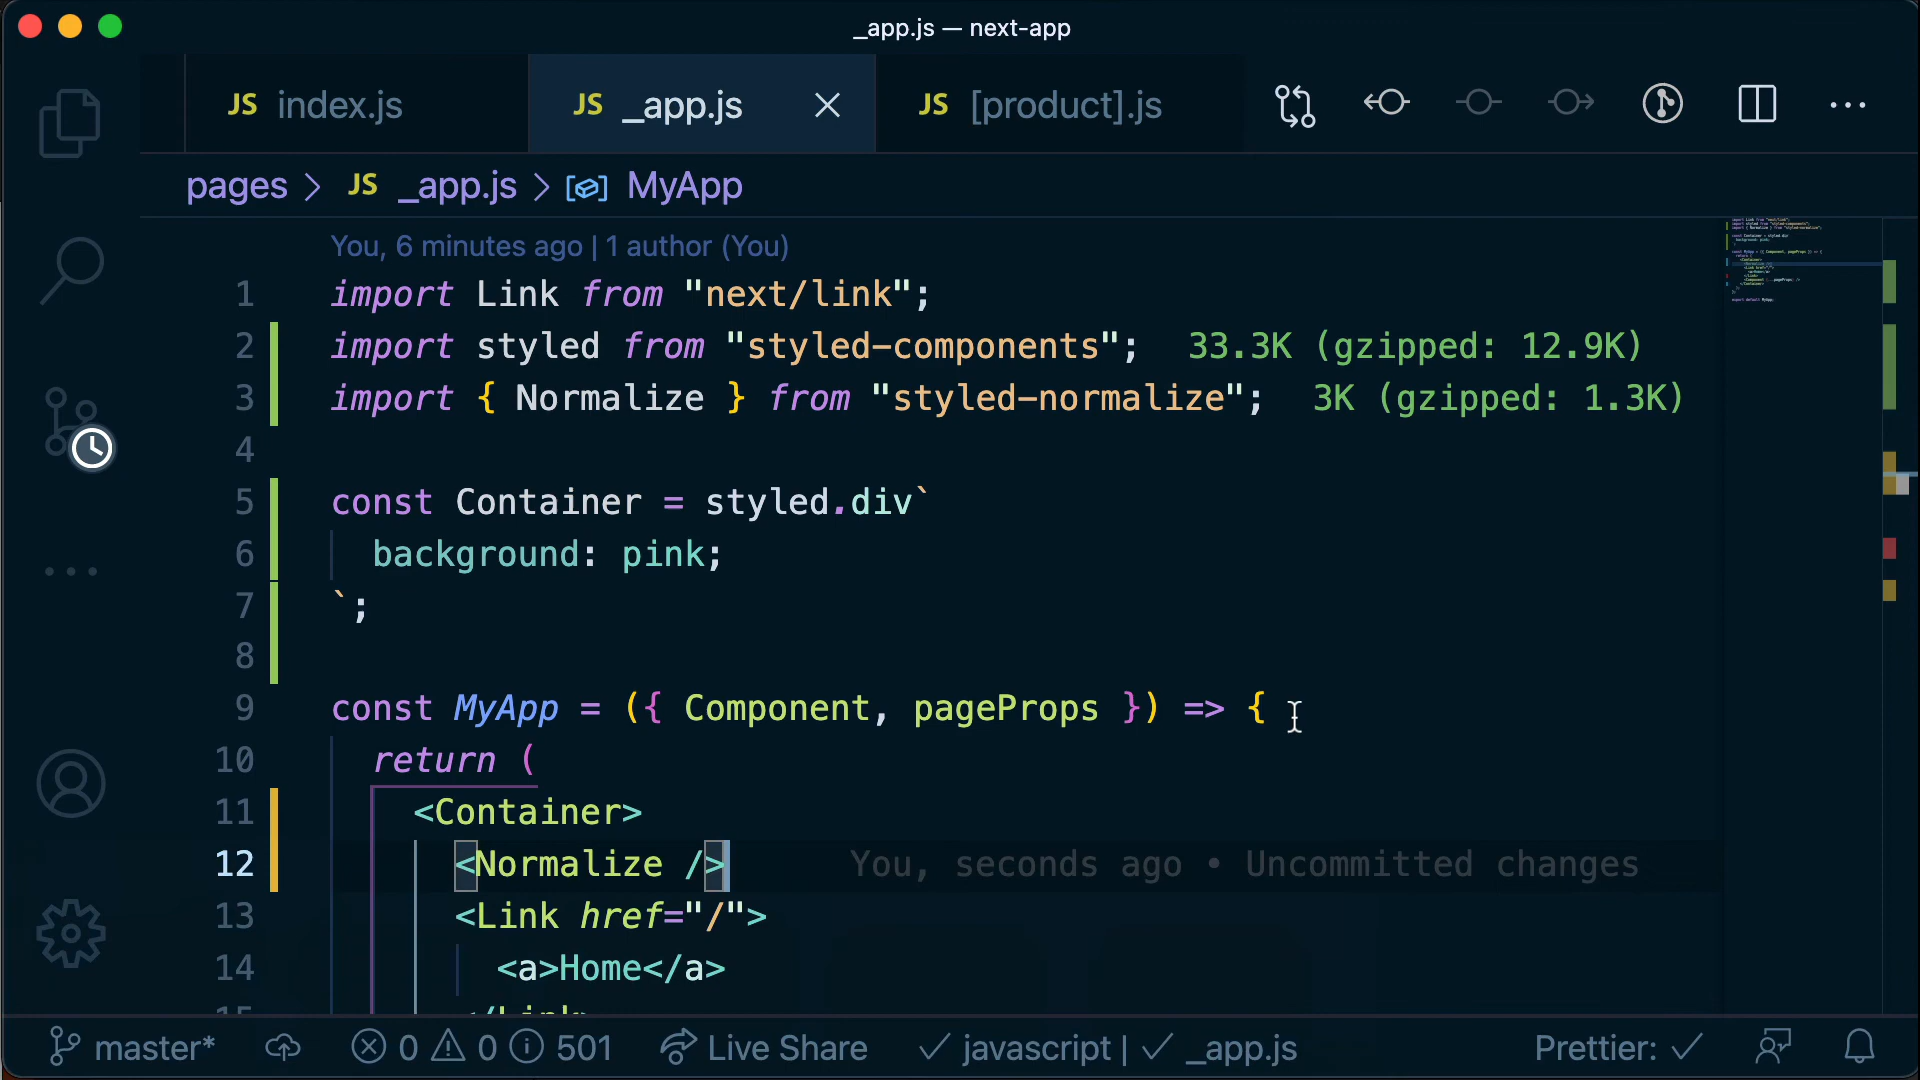 _app.js — next-app
JS index.js
JS _app.js
JS [product].js
pages > JS _app.js > MyApp
You, 6 minutes ago | 1 author (You)
1 import Link from "next/link";
2 import styled from "styled-components"; 33.3K (gzipped: 12.9K)
3 import { Normalize } from "styled-normalize"; 3K (gzipped: 1.3K)
4
5 const Container = styled.div`
6 background: pink;
7 `;
8
9 const MyApp = ({ Component, pageProps }) => {
10 return (
11 <Container>
12 <Normalize /> You, seconds ago • Uncommitted changes
13 <Link href="/">
14 <a>Home</a>
15 </Link>
master* 0 0 501 Live Share javascript | _app.js Prettier: